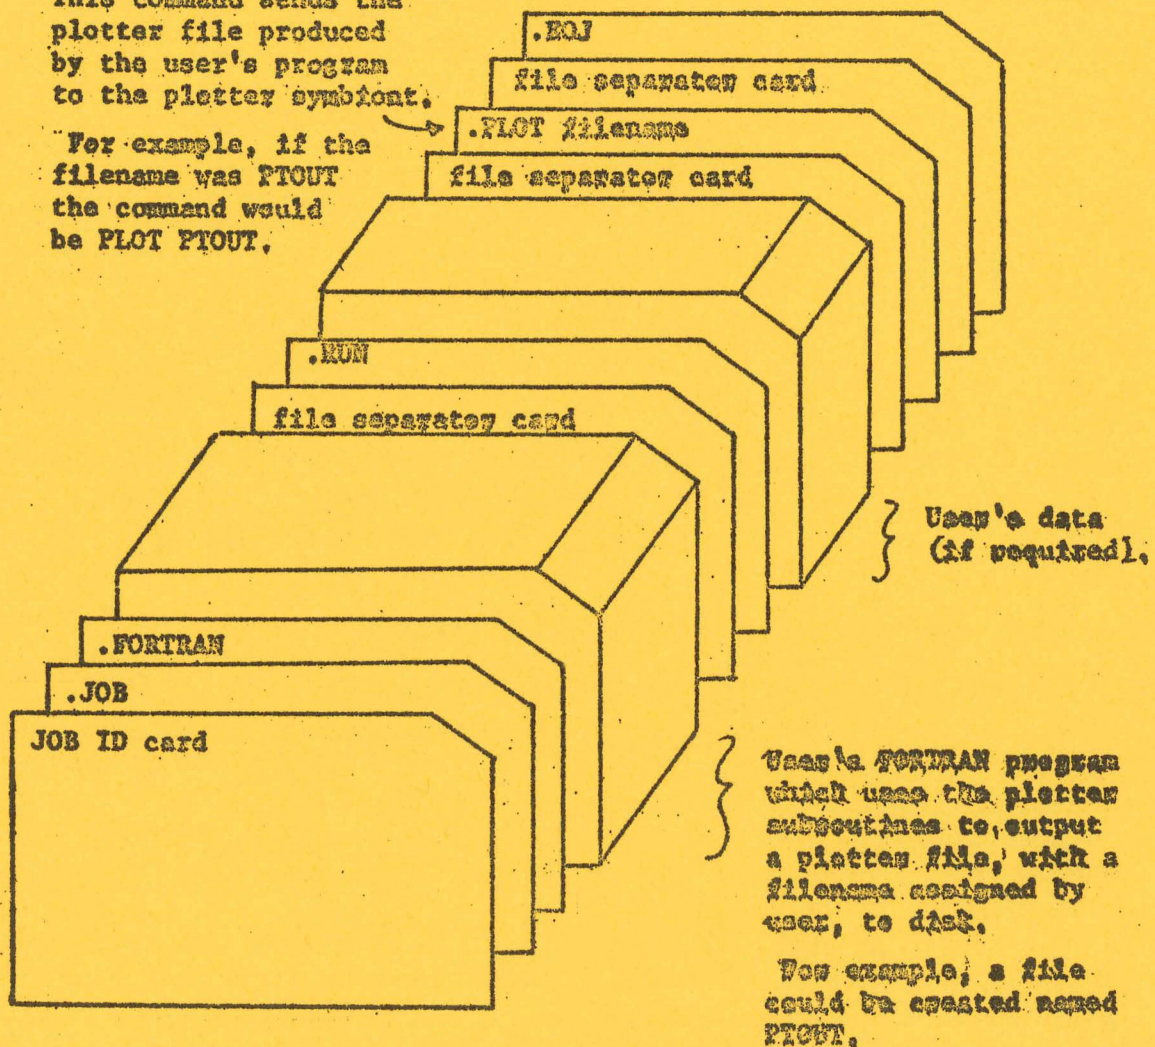 This command sends the
plotter file produced
by the user's program
to the plotter symbiont.
For example, if the
filename was PTOUT
the command would
be PLOT PTOUT.
.EOJ
file separator card
.PLOT filename
file separator card
.RUN
file separator card
User's data
(if required).
.FORTRAN
.JOB
JOB ID card
User's FORTRAN program
which uses the plotter
subroutines to output
a plotter file, with a
filename assigned by
user, to disk.
For example, a file
could be created named
PTOUT.